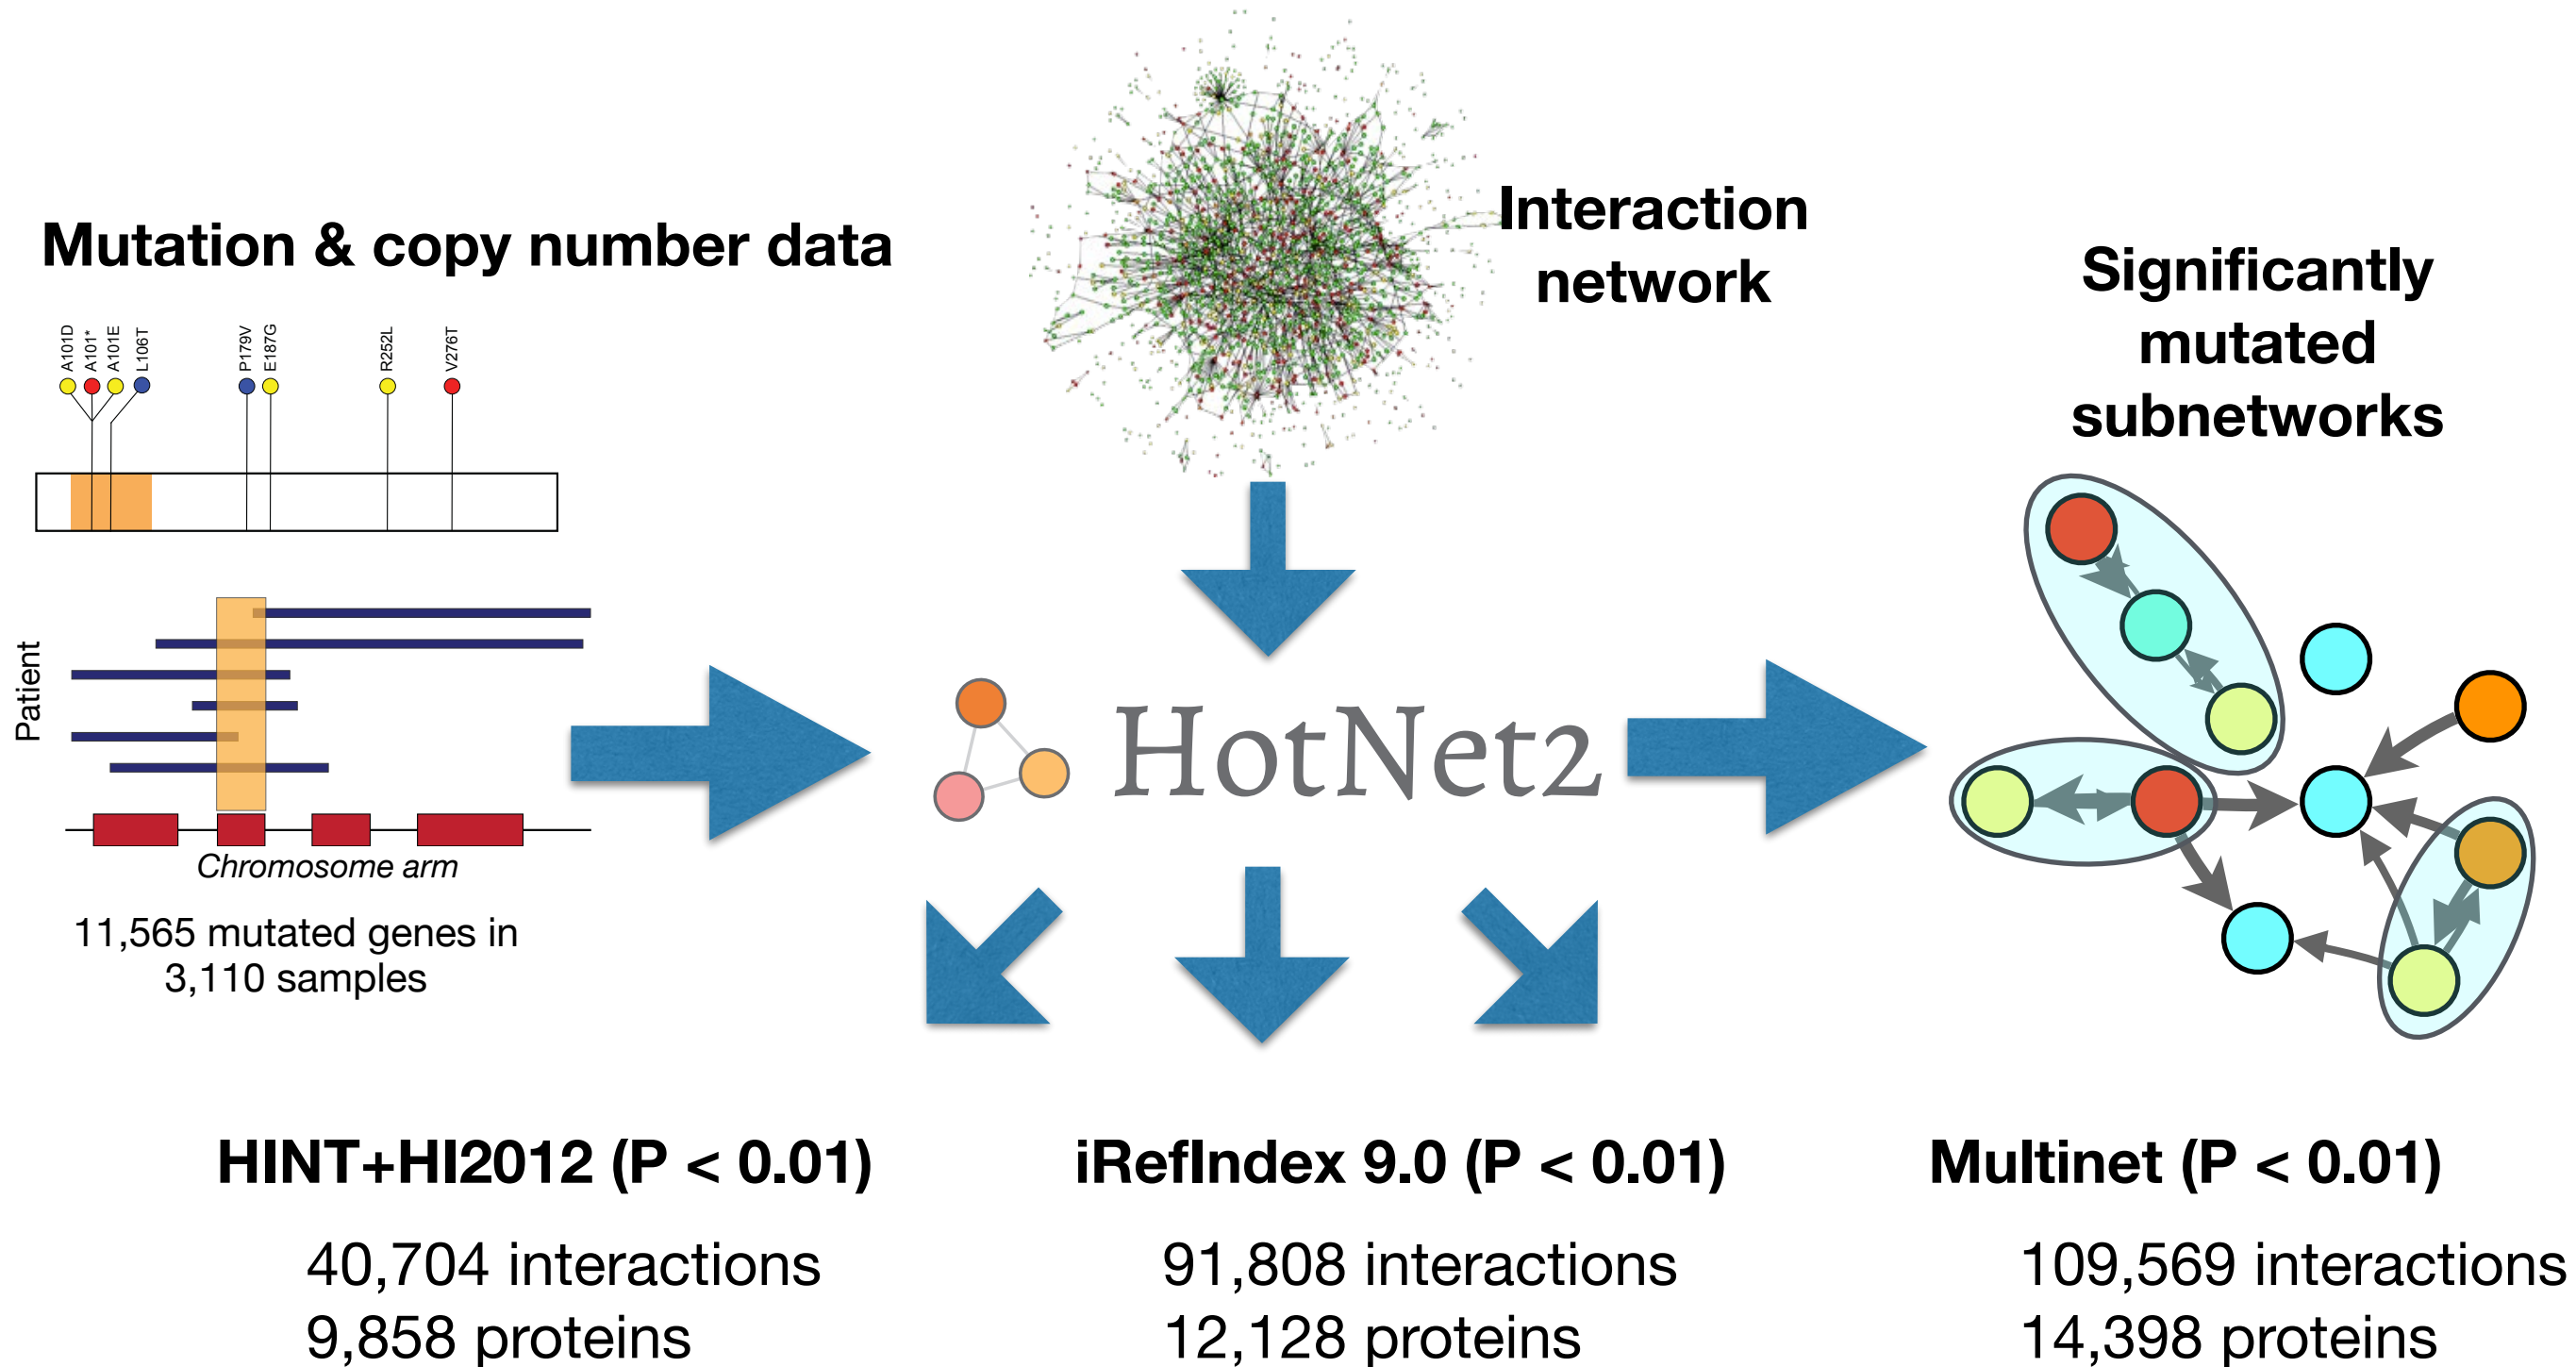 Mutation & copy number data
A101D
A101*
A101E
L106T
P179V
E187G
R252L
V276T
Patient
Chromosome arm
11,565 mutated genes in
3,110 samples
Interaction
network
HotNet2
Significantly
mutated
subnetworks
HINT+HI2012 (P < 0.01)
40,704 interactions
9,858 proteins
iRefIndex 9.0 (P < 0.01)
91,808 interactions
12,128 proteins
Multinet (P < 0.01)
109,569 interactions
14,398 proteins